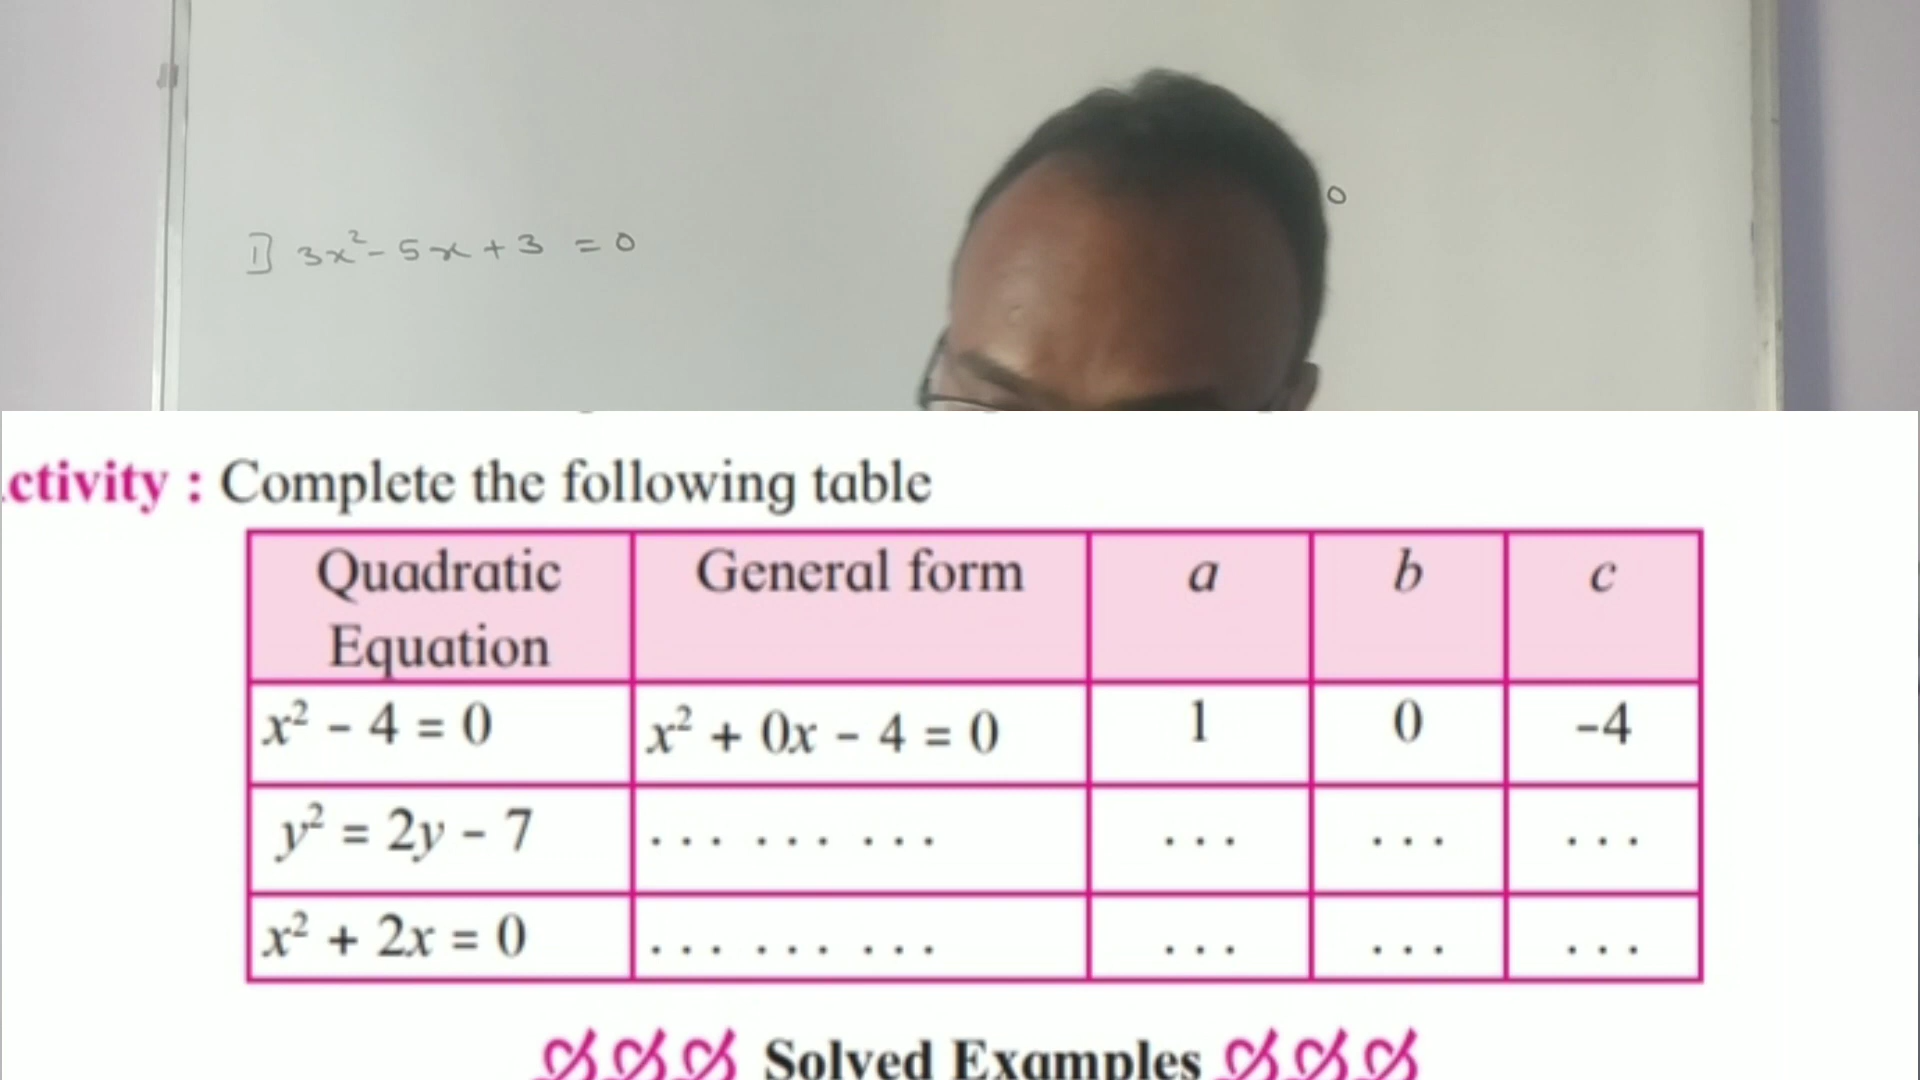 0
1] 3x² - 5x + 3 = 0
ctivity : Complete the following table
Quadratic Equation | General form | a | b | c
x² – 4 = 0 | x² + 0x – 4 = 0 | 1 | 0 | –4
y² = 2y – 7 | ... ... ... | ... | ... | ...
x² + 2x = 0 | ... ... ... | ... | ... | ...
Solved Examples